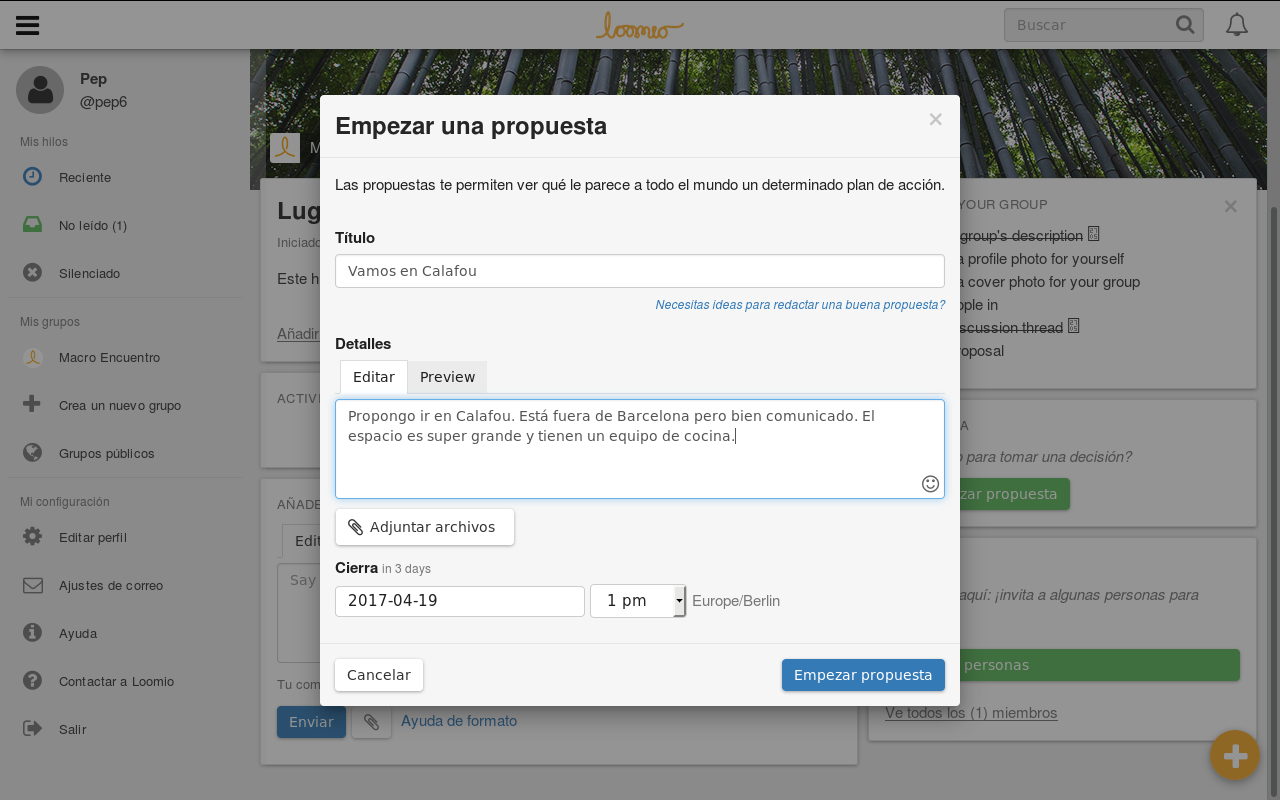 loomio
Buscar
Pep
@pep6
Mis hilos
Reciente
No leído (1)
Silenciado
Mis grupos
Macro Encuentro
Crea un nuevo grupo
Grupos públicos
Mi configuración
Editar perfil
Ajustes de correo
Ayuda
Contactar a Loomio
Salir
M
Lug
Iniciado
Este h
Añadir
ACTIV
AÑADE
Edit
Say
Tu com
Enviar
Ayuda de formato
Empezar una propuesta
×
Las propuestas te permiten ver qué le parece a todo el mundo un determinado plan de acción.
Título
Vamos en Calafou
Necesitas ideas para redactar una buena propuesta?
Detalles
Editar Preview
Propongo ir en Calafou. Está fuera de Barcelona pero bien comunicado. El
espacio es super grande y tienen un equipo de cocina.
Adjuntar archivos
Cierra in 3 days
2017-04-19 1 pm Europe/Berlin
Cancelar Empezar propuesta
YOUR GROUP
×
group's description
a profile photo for yourself
a cover photo for your group
ople in
scussion thread
roposal
A
o para tomar una decisión?
zar propuesta
aquí: ¡invita a algunas personas para
personas
Ve todos los (1) miembros